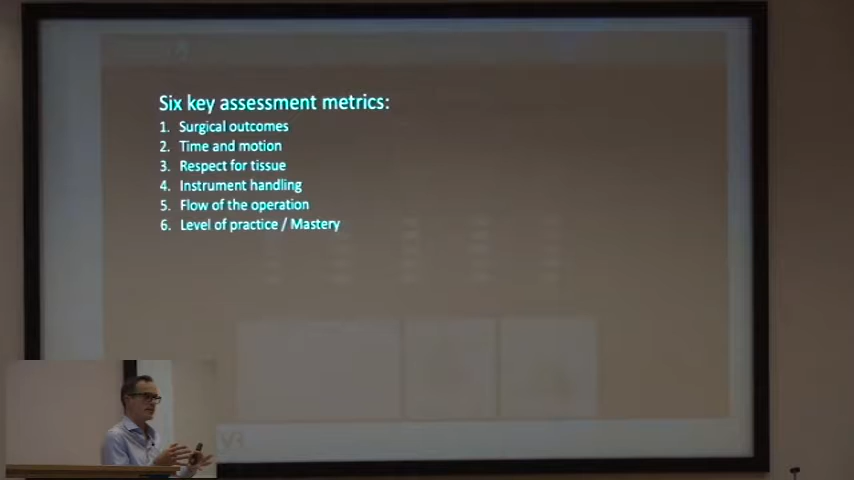 Six key assessment metrics:
1. Surgical outcomes
2. Time and motion
3. Respect for tissue
4. Instrument handling
5. Flow of the operation
6. Level of practice / Mastery
VR